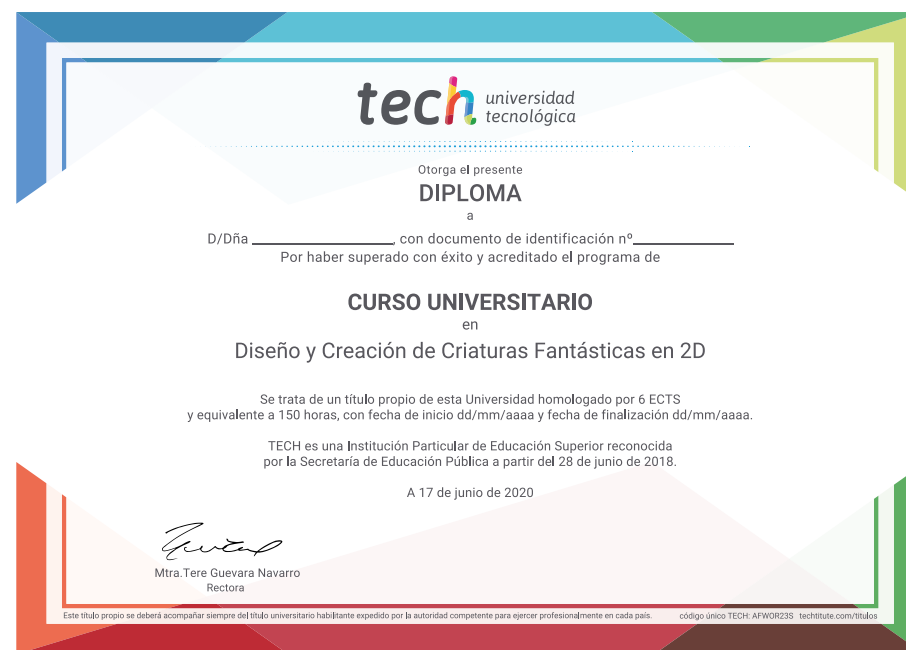 tech universidad
tecnológica
Otorga el presente
DIPLOMA
a
D/Dña ____________________, con documento de identificación nº______________
Por haber superado con éxito y acreditado el programa de
CURSO UNIVERSITARIO
en
Diseño y Creación de Criaturas Fantásticas en 2D
Se trata de un título propio de esta Universidad homologado por 6 ECTS
y equivalente a 150 horas, con fecha de inicio dd/mm/aaaa y fecha de finalización dd/mm/aaaa.
TECH es una Institución Particular de Educación Superior reconocida
por la Secretaría de Educación Pública a partir del 28 de junio de 2018.
A 17 de junio de 2020
Mtra.Tere Guevara Navarro
Rectora
Este título propio se deberá acompañar siempre del título universitario habilitante expedido por la autoridad competente para ejercer profesionalmente en cada país. código único TECH: AFWOR23S techtitute.com/titulos